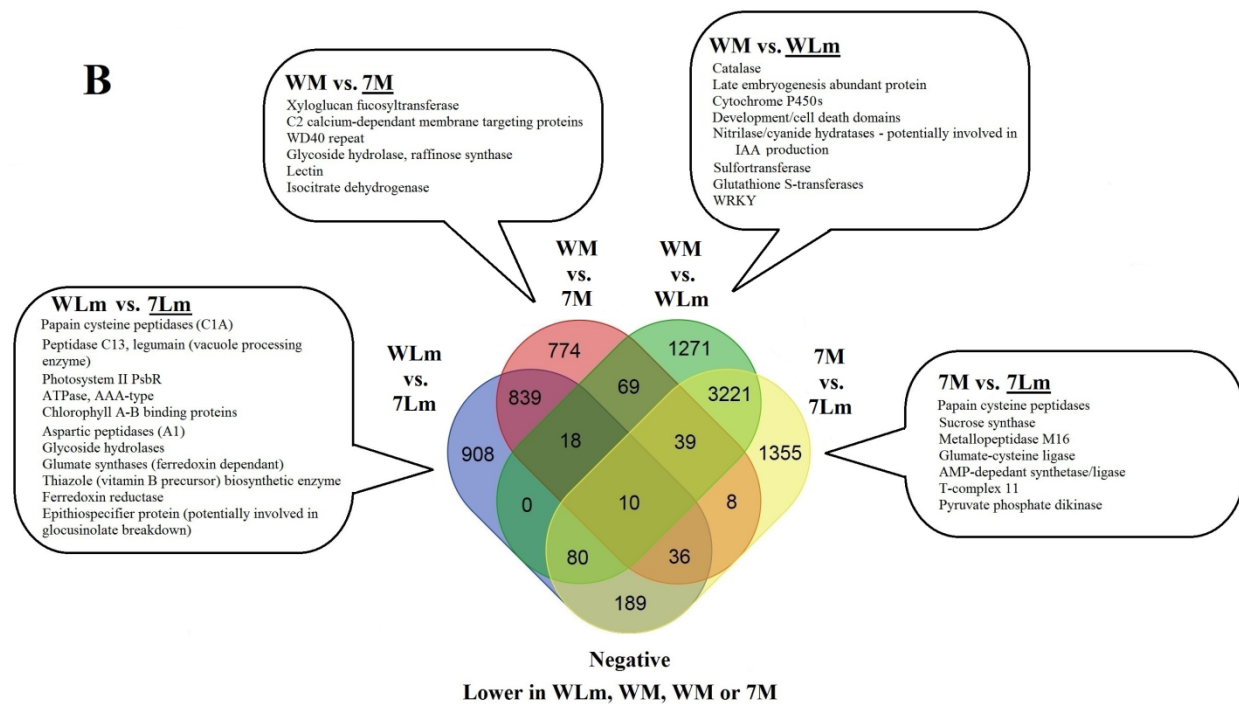 B
WM vs. 7M
Xyloglucan fucosyltransferase
C2 calcium-dependant membrane targeting proteins
WD40 repeat
Glycoside hydrolase, raffinose synthase
Lectin
Isocitrate dehydrogenase
WM vs. WLm
Catalase
Late embryogenesis abundant protein
Cytochrome P450s
Development/cell death domains
Nitrilase/cyanide hydratases - potentially involved in
IAA production
Sulfortransferase
Glutathione S-transferases
WRKY
WLm vs. 7Lm
Papain cysteine peptidases (C1A)
Peptidase C13, legumain (vacuole processing
enzyme)
Photosystem II PsbR
ATPase, AAA-type
Chlorophyll A-B binding proteins
Aspartic peptidases (A1)
Glycoside hydrolases
Glumate synthases (ferredoxin dependant)
Thiazole (vitamin B precursor) biosynthetic enzyme
Ferredoxin reductase
Epithiospecifier protein (potentially involved in
glocusinolate breakdown)
WLm
vs.
7Lm
WM
vs.
7M
WM
vs.
WLm
7M
vs.
7Lm
7M vs. 7Lm
Papain cysteine peptidases
Sucrose synthase
Metallopeptidase M16
Glumate-cysteine ligase
AMP-depedant synthetase/ligase
T-complex 11
Pyruvate phosphate dikinase
774 1271
839 69 3221
908 18 39 1355
0 10 8
80 36
189
Negative
Lower in WLm, WM, WM or 7M